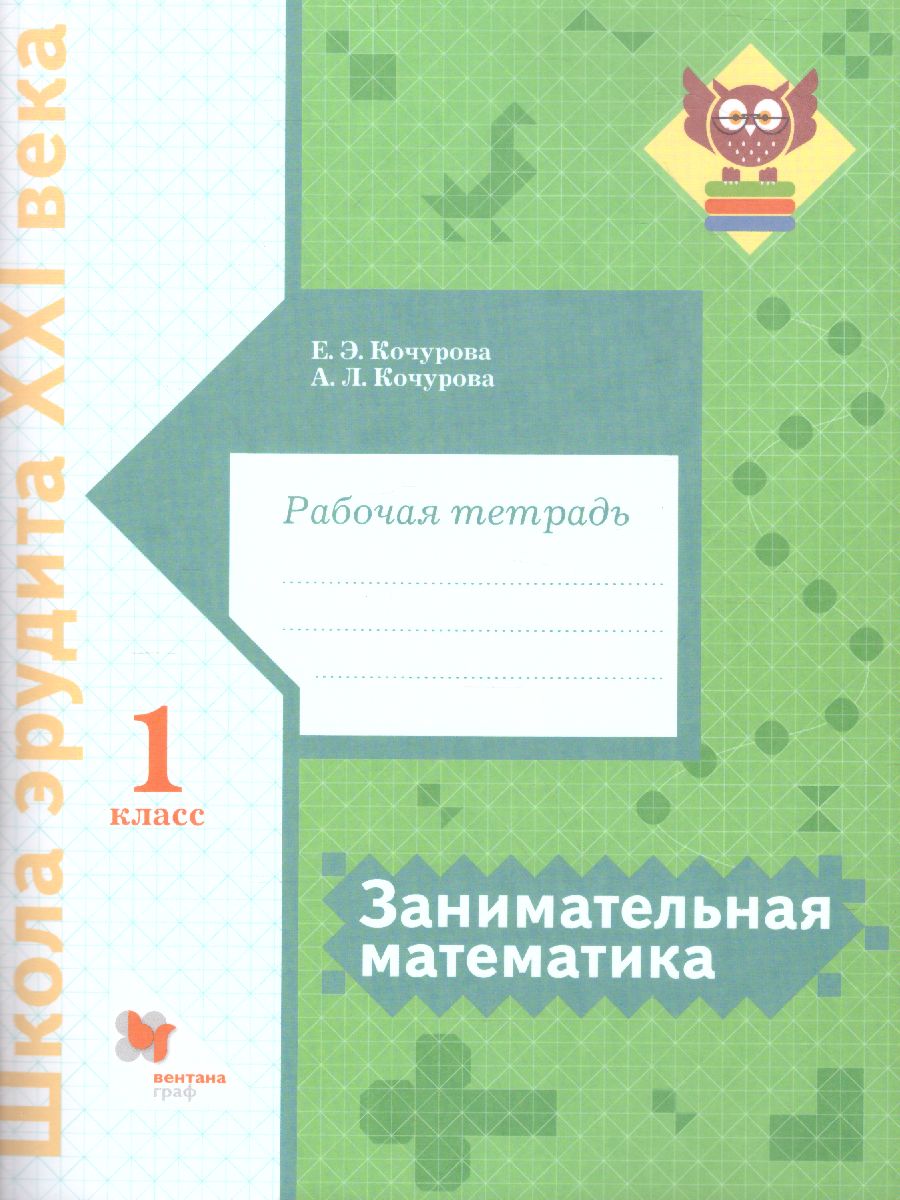 Школа эрудита XXI века
Е. Э. Кочурова
А. Л. Кочурова
Рабочая тетрадь
1
класс
Занимательная
математика
вентана
граф